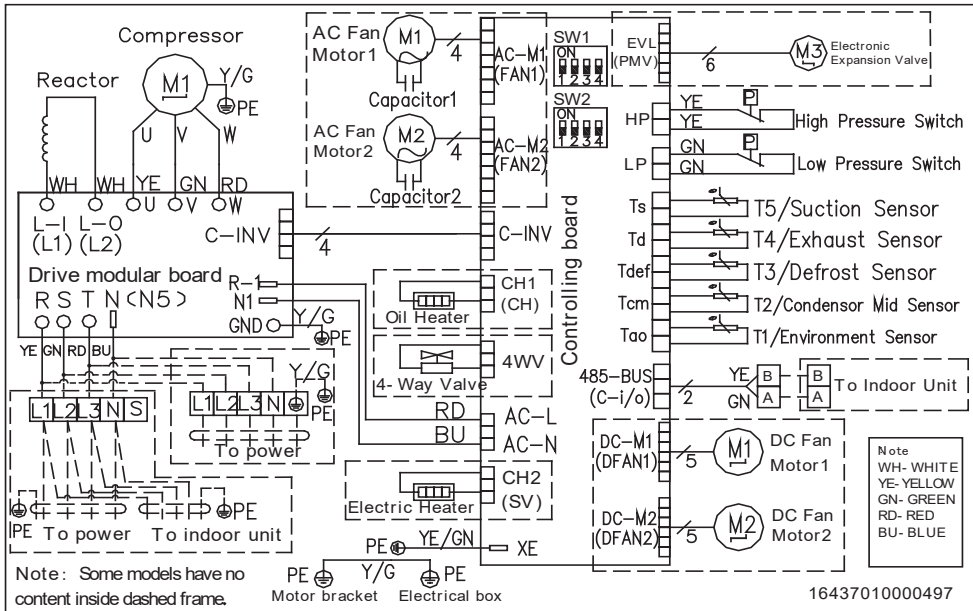 Compressor
M1
Y/G
PE
Reactor
U V W
WH WH YE GN RD
L-I L-O U V W
(L1) (L2)
C-INV
4
Drive modular board
R S T N(N5)
R-1
N1
GND
Y/G
PE
YE GN RD BU
L1 L2 L3 N S
L1 L2 L3 N
Y/G
PE
To power
PE
To power
To indoor unit
PE
Note: Some models have no
content inside dashed frame.
AC Fan
Motor1
M1
4
Capacitor1
AC Fan
Motor2
M2
4
Capacitor2
AC-M1
(FAN1)
AC-M2
(FAN2)
C-INV
CH1
(CH)
Oil Heater
4WV
4-Way Valve
RD
AC-L
BU
AC-N
CH2
(SV)
Electric Heater
PE
YE/GN
XE
PE
Y/G
PE
Motor bracket
Electrical box
SW1
ON
1 2 3 4
SW2
ON
1 2 3 4
Controlling board
EVL
(PMV)
6
M3
Electronic
Expansion Valve
HP
YE
YE
P
High Pressure Switch
LP
GN
GN
P
Low Pressure Switch
Ts
T5/Suction Sensor
Td
T4/Exhaust Sensor
Tdef
T3/Defrost Sensor
Tcm
T2/Condensor Mid Sensor
Tao
T1/Environment Sensor
485-BUS
(C-i/o)
2
YE
GN
B
A
B
A
To Indoor Unit
DC-M1
(DFAN1)
5
M1
DC Fan
Motor1
DC-M2
(DFAN2)
5
M2
DC Fan
Motor2
Note
WH- WHITE
YE-YELLOW
GN- GREEN
RD- RED
BU- BLUE
16437010000497